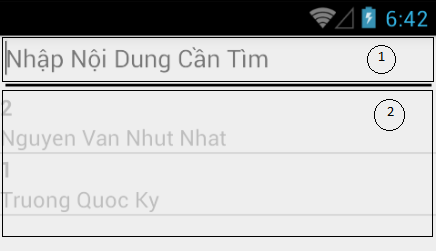 6:42
Nhập Nội Dung Cần Tìm 1
2 2
Nguyen Van Nhut Nhat
1
Truong Quoc Ky